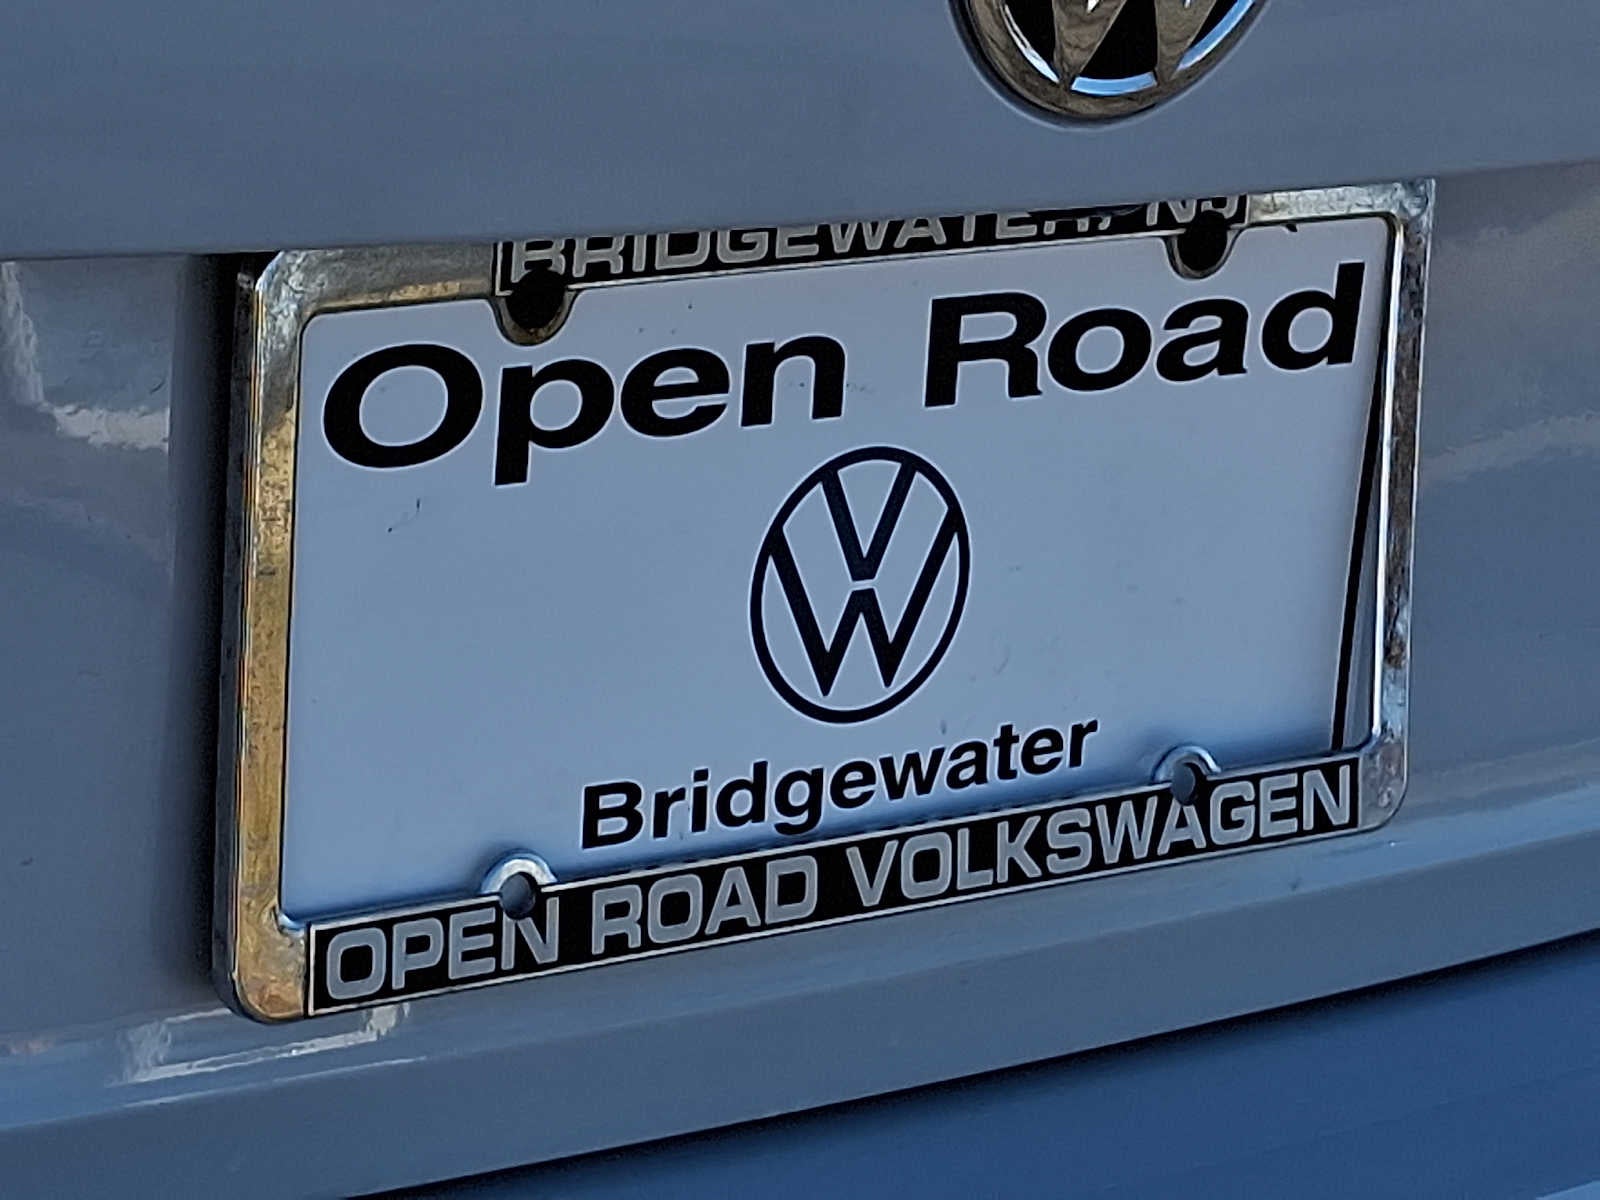 BRIDGEWATER, NJ
Open Road
Bridgewater
OPEN ROAD VOLKSWAGEN